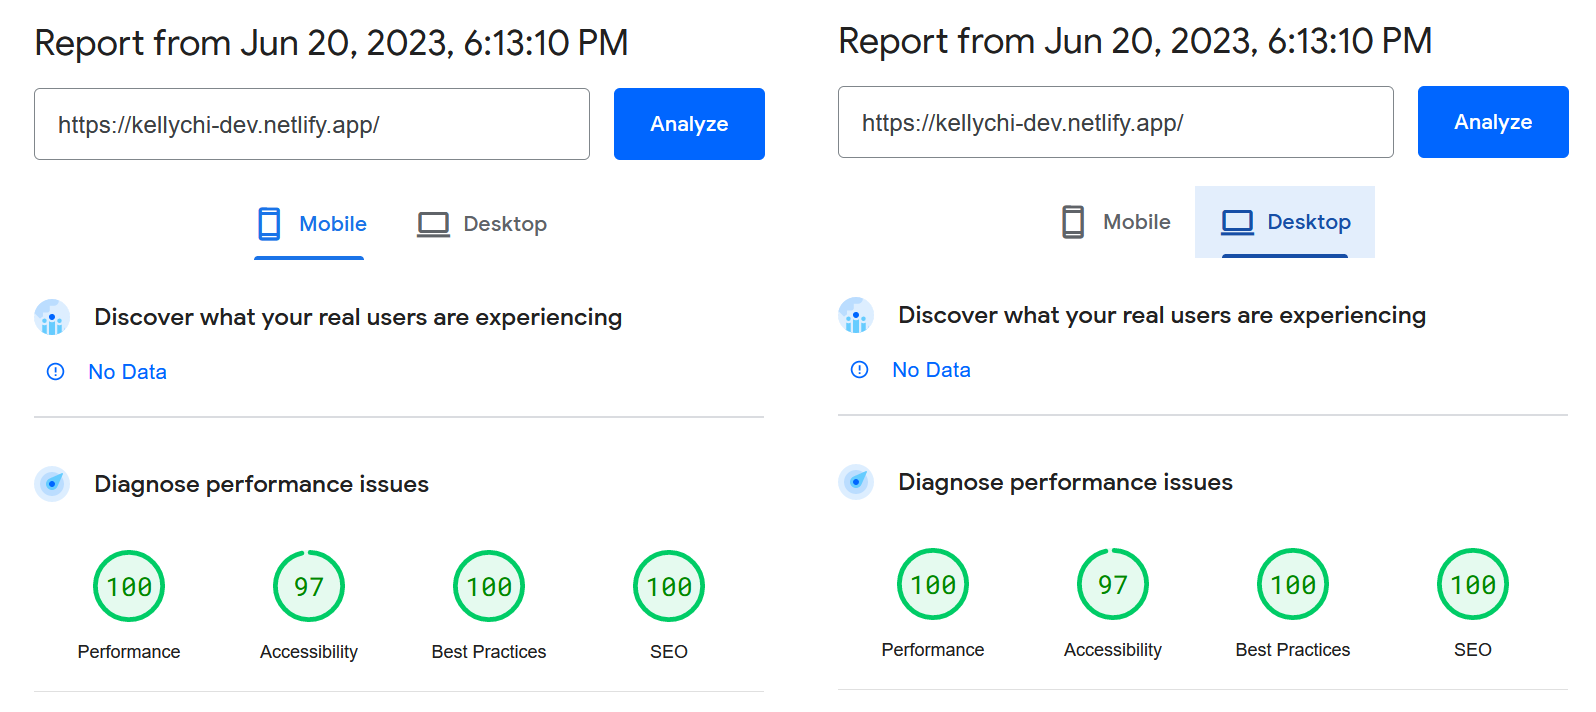 Report from Jun 20, 2023, 6:13:10 PM
https://kellychi-dev.netlify.app/
Analyze
Mobile
Desktop
Discover what your real users are experiencing
No Data
Diagnose performance issues
100
97
100
100
Performance
Accessibility
Best Practices
SEO
Report from Jun 20, 2023, 6:13:10 PM
https://kellychi-dev.netlify.app/
Analyze
Mobile
Desktop
Discover what your real users are experiencing
No Data
Diagnose performance issues
100
97
100
100
Performance
Accessibility
Best Practices
SEO